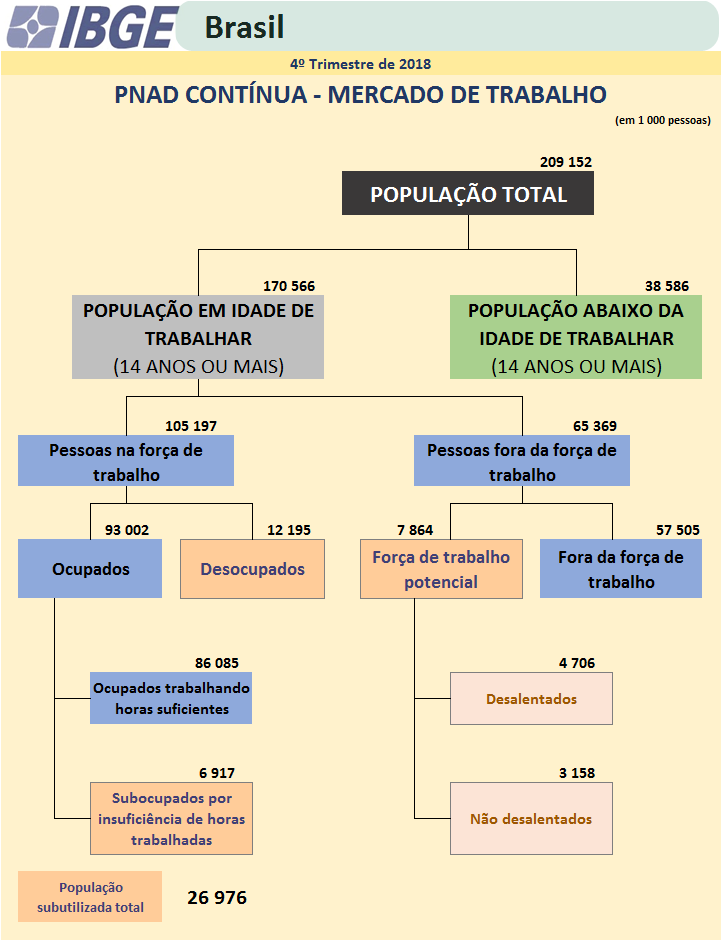 IBGE
Brasil
4º Trimestre de 2018
PNAD CONTÍNUA - MERCADO DE TRABALHO
(em 1 000 pessoas)
209 152
POPULAÇÃO TOTAL
170 566
POPULAÇÃO EM IDADE DE
TRABALHAR
(14 ANOS OU MAIS)
38 586
POPULAÇÃO ABAIXO DA
IDADE DE TRABALHAR
(14 ANOS OU MAIS)
105 197
Pessoas na força de
trabalho
65 369
Pessoas fora da força de
trabalho
93 002
Ocupados
12 195
Desocupados
7 864
Força de trabalho
potencial
57 505
Fora da força de
trabalho
86 085
Ocupados trabalhando
horas suficientes
4 706
Desalentados
6 917
Subocupados por
insuficiência de horas
trabalhadas
3 158
Não desalentados
População
subutilizada total
26 976